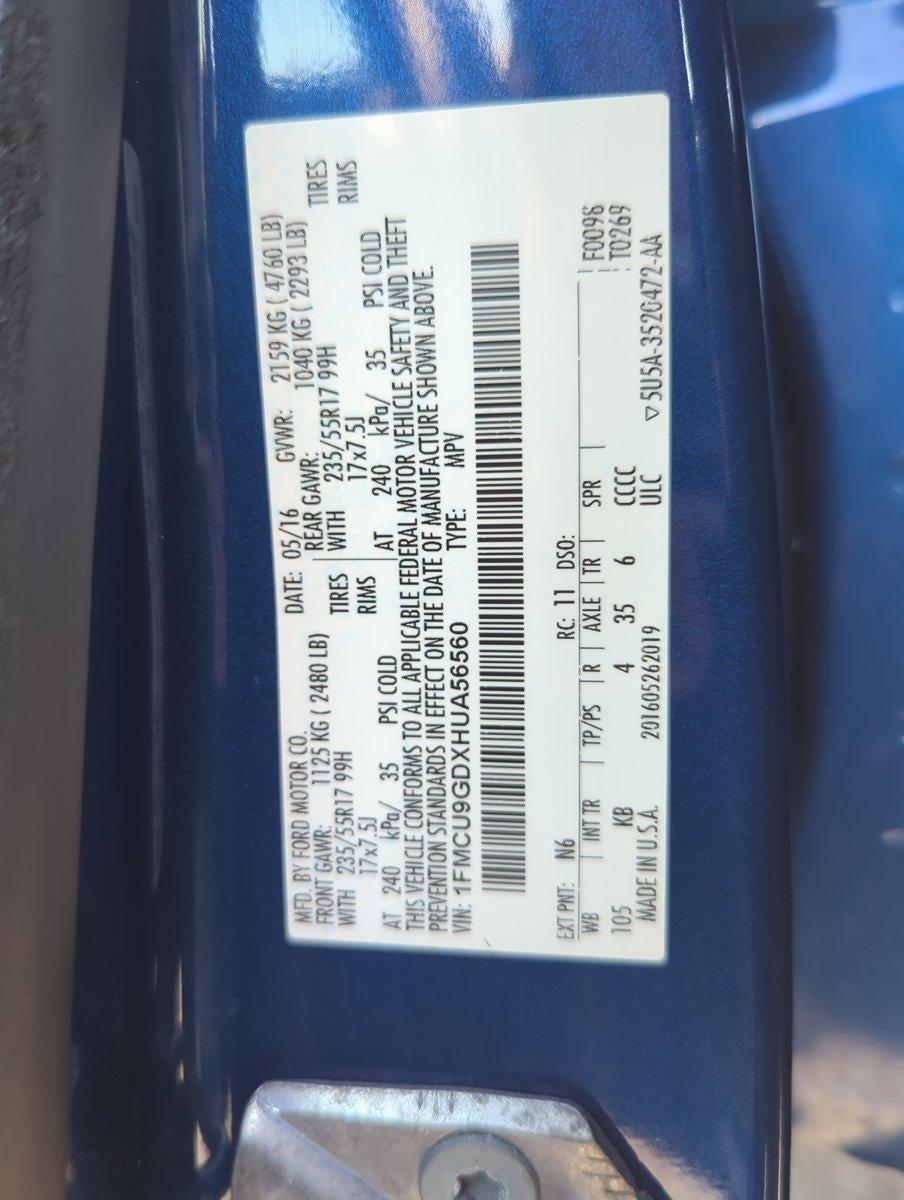 MFD. BY FORD MOTOR CO. DATE: 05/16 GVWR: 2159 KG ( 4760 LB)
FRONT GAWR: 1125 KG ( 2480 LB) REAR GAWR: 1040 KG ( 2293 LB)
WITH 235/55R17 99H TIRES WITH 235/55R17 99H TIRES
17x7.5J RIMS 17x7.5J RIMS
AT 240 kPa/ 35 PSI COLD AT 240 kPa/ 35 PSI COLD
THIS VEHICLE CONFORMS TO ALL APPLICABLE FEDERAL MOTOR VEHICLE SAFETY AND THEFT
PREVENTION STANDARDS IN EFFECT ON THE DATE OF MANUFACTURE SHOWN ABOVE.
VIN: 1FMCU9GDXHUA56560 TYPE: MPV
EXT PNT: N6 RC: 11 DSO:
WB INT TR TP/PS R AXLE TR SPR F0098
105 KB 4 35 6 CCCC T0269
MADE IN U.S.A. 201605262019 ULC
▽5U5A-3520472-AA